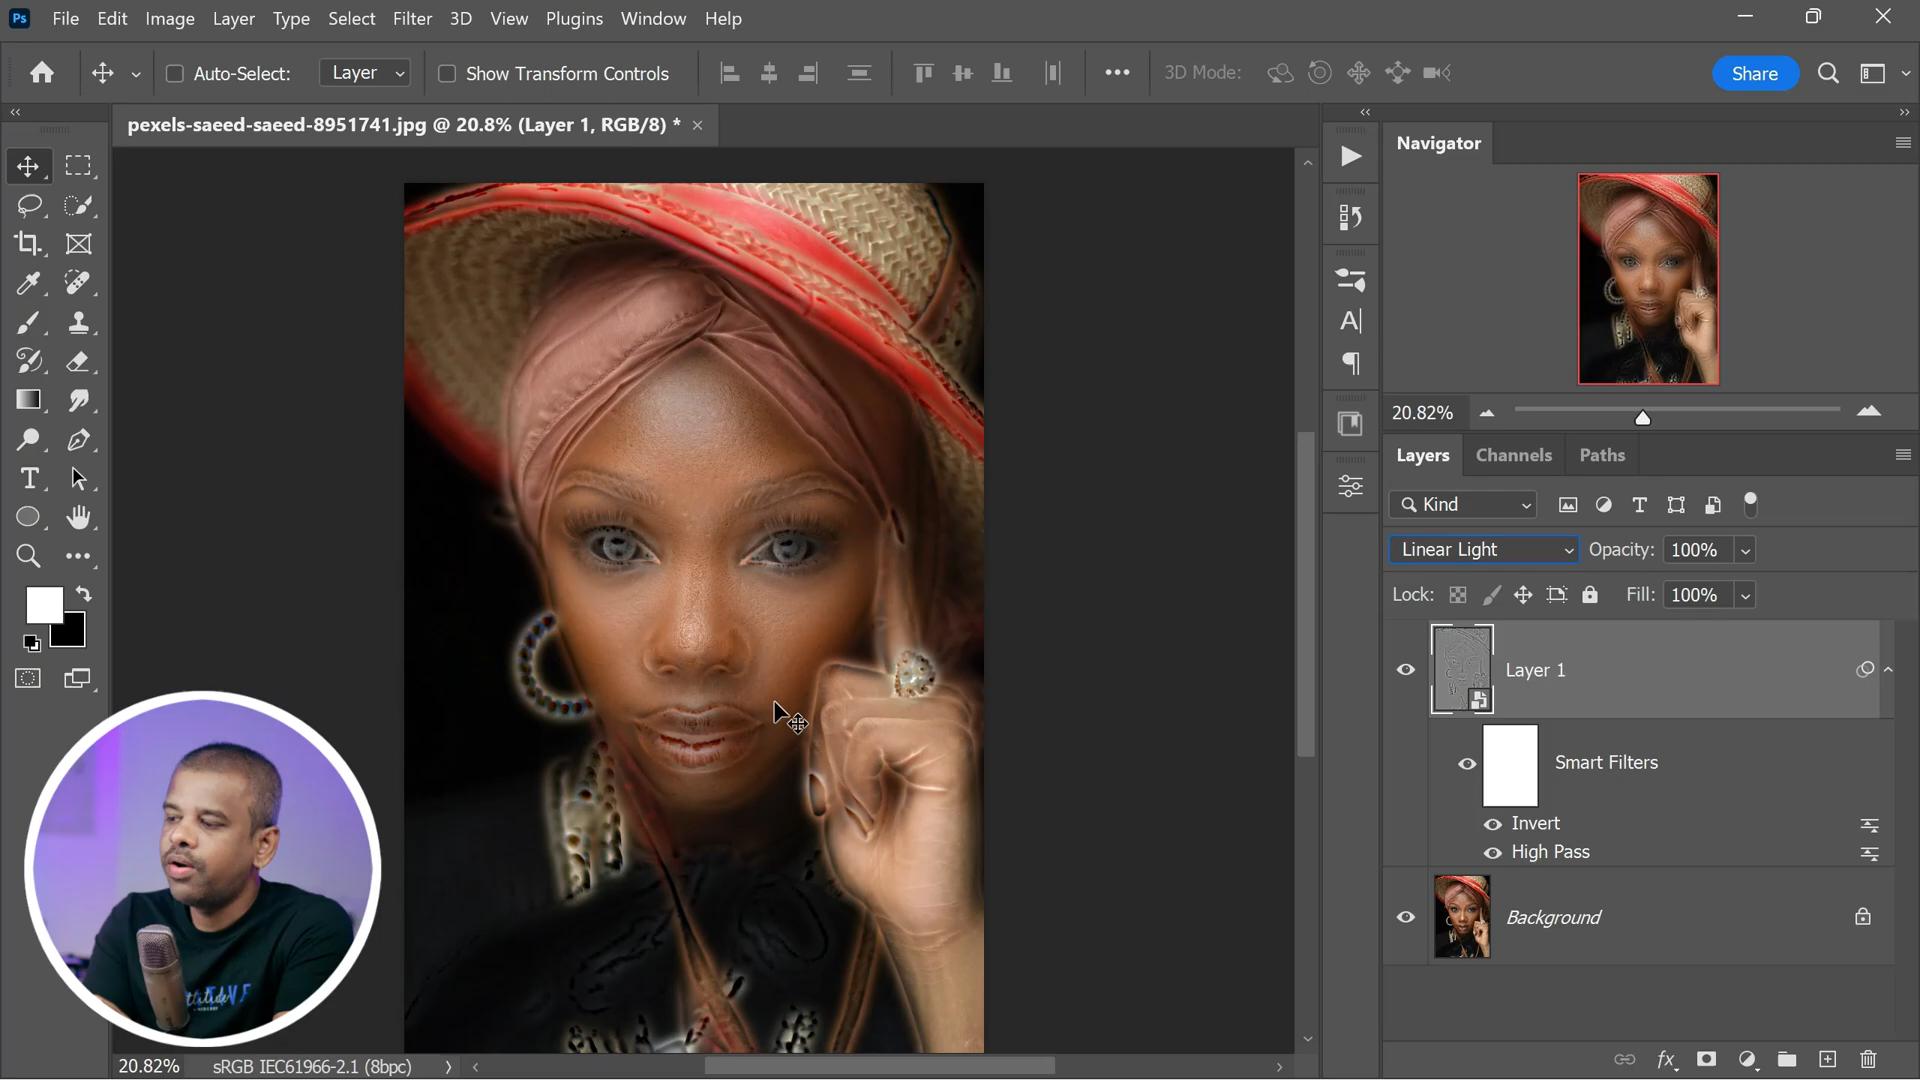 Ps File Edit Image Layer Type Select Filter 3D View Plugins Window Help
Auto-Select: Layer Show Transform Controls 3D Mode: Share
pexels-saeed-saeed-8951741.jpg @ 20.8% (Layer 1, RGB/8) *
Navigator
20.82%
Layers Channels Paths
Kind
Linear Light Opacity: 100%
Lock: Fill: 100%
Layer 1
Smart Filters
Invert
High Pass
Background
fx
20.82% sRGB IEC61966-2.1 (8bpc)